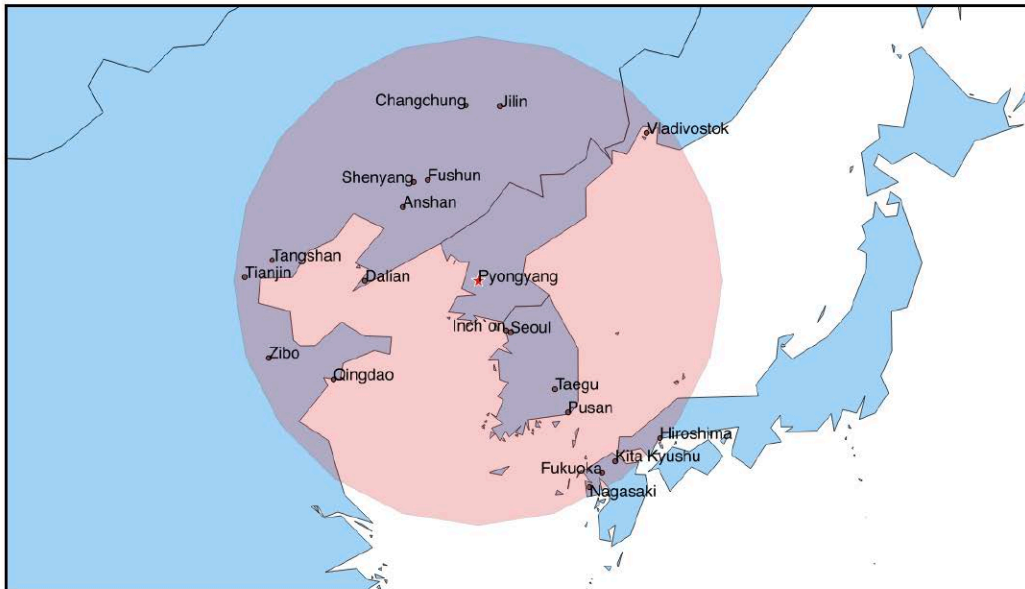 Changchung
Jilin
Vladivostok
Shenyang
Fushun
Anshan
Tangshan
Tianjin
Dalian
Pyongyang
Inch'on
Seoul
Zibo
Qingdao
Taegu
Pusan
Hiroshima
Kita Kyushu
Fukuoka
Nagasaki